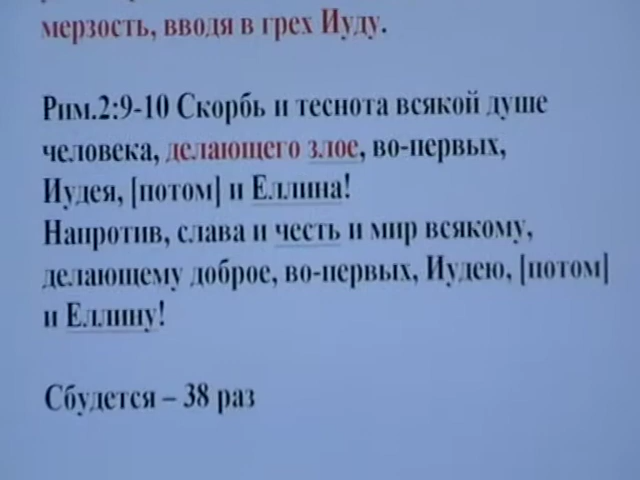 мерзость, вводя в грех Иуду.
Рим.2:9-10 Скорбь и теснота всякой душе
человека, делающего злое, во-первых,
Иудея, [потом] и Еллина!
Напротив, слава и честь и мир всякому,
делающему доброе, во-первых, Иудею, [потом]
и Еллину!
Сбудется – 38 раз